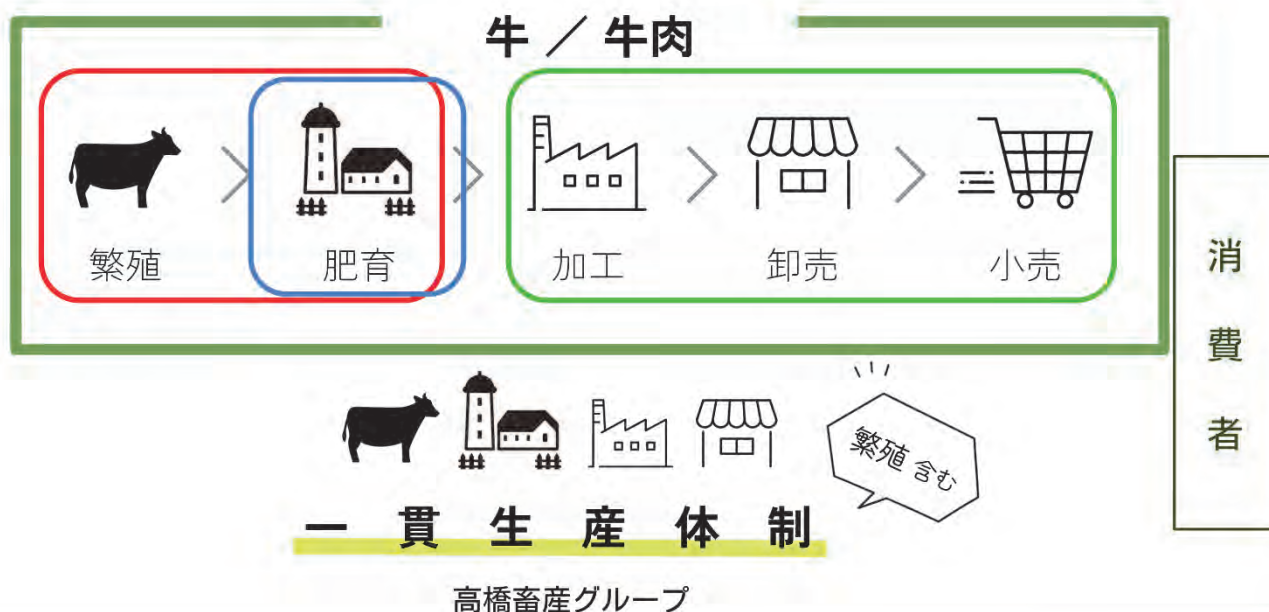 牛 ／ 牛肉
繁殖
肥育
加工
卸売
小売
消費者
繁殖 含む
一貫生産体制
高橋畜産グループ